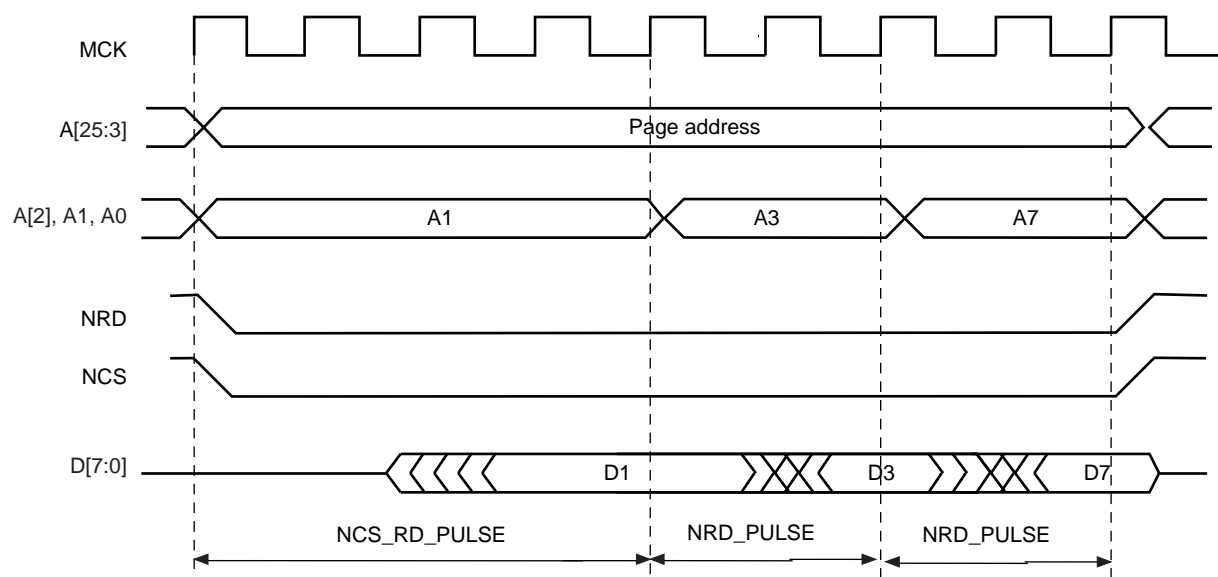 MCK
A[25:3]
Page address
A[2], A1, A0
A1
A3
A7
NRD
NCS
D[7:0]
D1
D3
D7
NCS_RD_PULSE
NRD_PULSE
NRD_PULSE